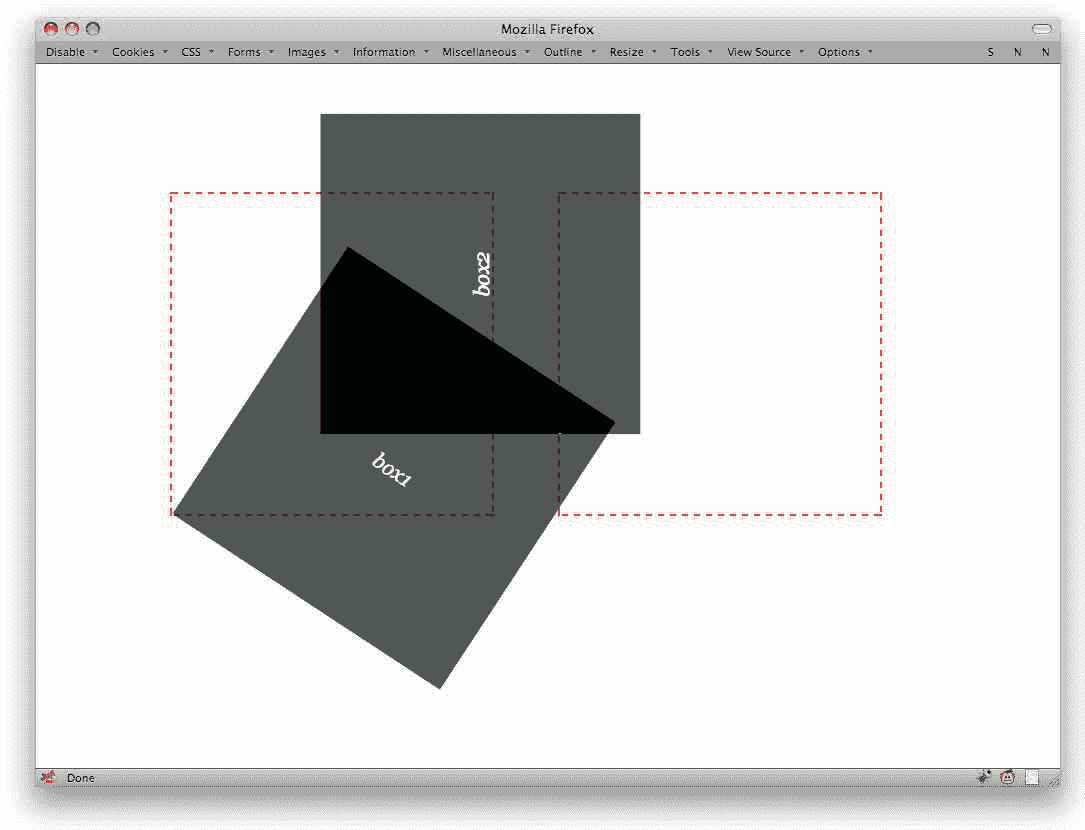 Mozilla Firefox
Disable Cookies CSS Forms Images Information Miscellaneous Outline Resize Tools View Source Options S N N
box2
box1
Done